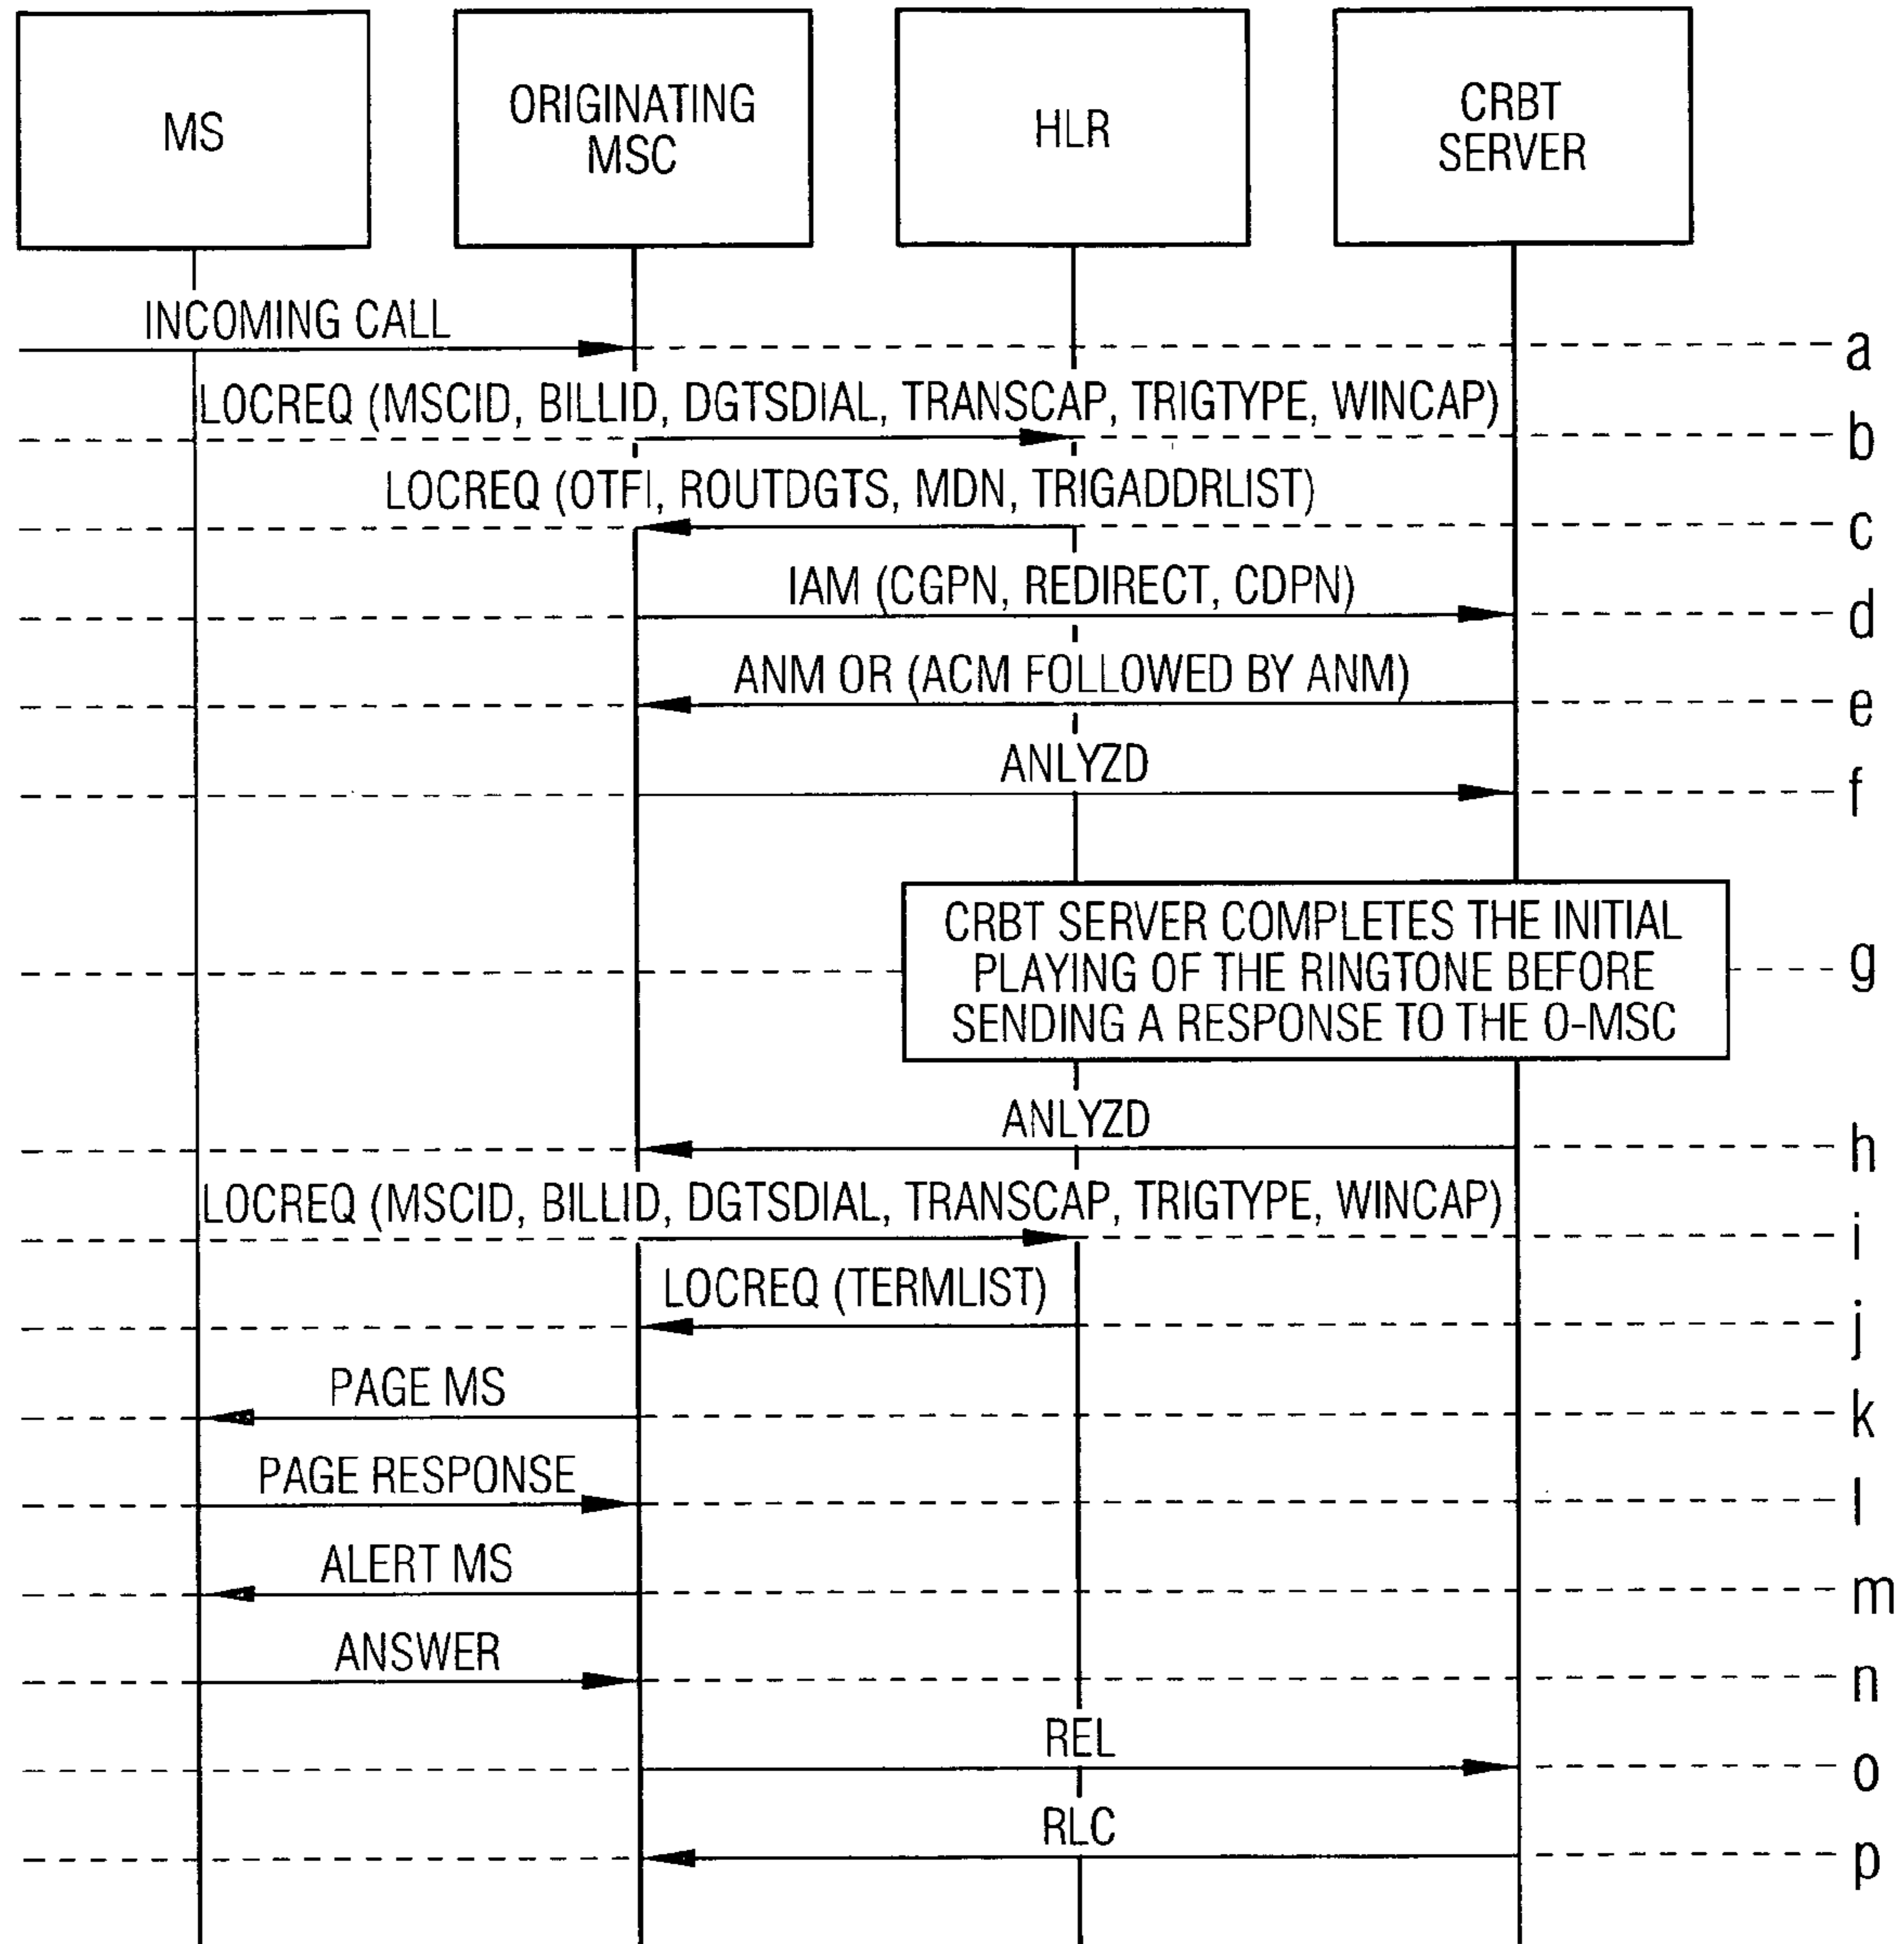 MS
ORIGINATING
MSC
HLR
CRBT
SERVER
INCOMING CALL
a
LOCREQ (MSCID, BILLID, DGTSDIAL, TRANSCAP, TRIGTYPE, WINCAP)
b
LOCREQ (OTFI, ROUTDGTS, MDN, TRIGADDRLIST)
c
IAM (CGPN, REDIRECT, CDPN)
d
ANM OR (ACM FOLLOWED BY ANM)
e
ANLYZD
f
CRBT SERVER COMPLETES THE INITIAL
PLAYING OF THE RINGTONE BEFORE
SENDING A RESPONSE TO THE O-MSC
g
ANLYZD
h
LOCREQ (MSCID, BILLID, DGTSDIAL, TRANSCAP, TRIGTYPE, WINCAP)
i
LOCREQ (TERMLIST)
j
PAGE MS
k
PAGE RESPONSE
l
ALERT MS
m
ANSWER
n
REL
o
RLC
p